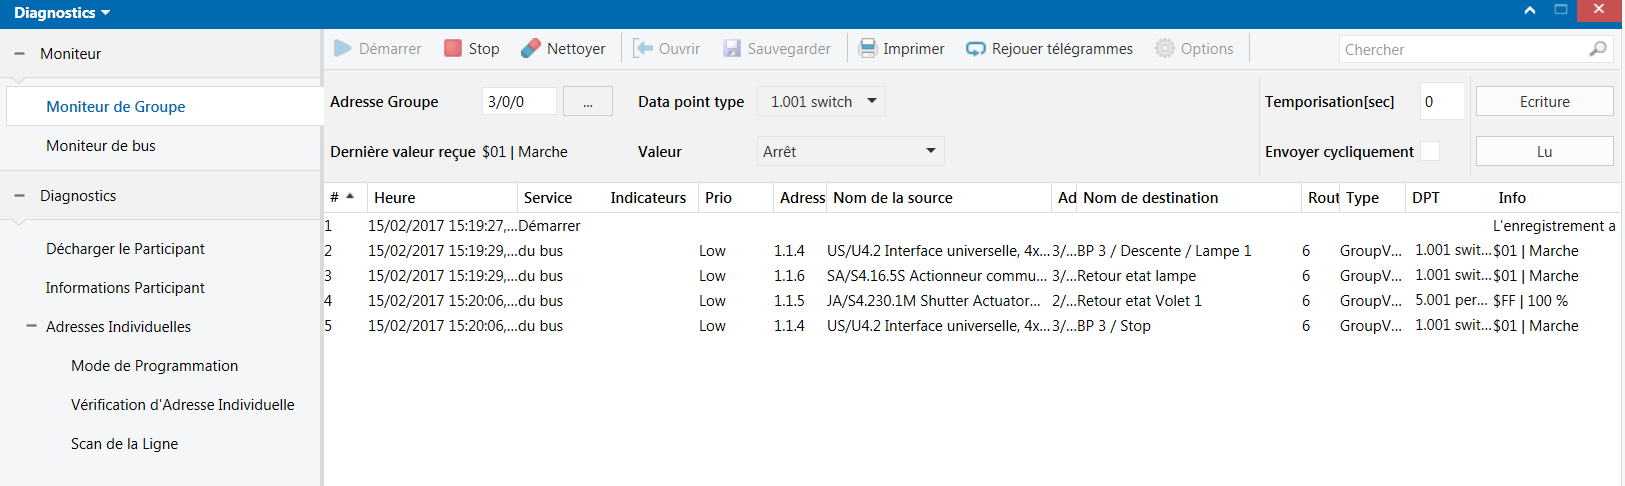 Diagnostics
Moniteur
Moniteur de Groupe
Moniteur de bus
Diagnostics
Décharger le Participant
Informations Participant
Adresses Individuelles
Mode de Programmation
Vérification d'Adresse Individuelle
Scan de la Ligne
Démarrer Stop Nettoyer Ouvrir Sauvegarder Imprimer Rejouer télégrammes Options Chercher
Adresse Groupe 3/0/0 ... Data point type 1.001 switch Temporisation[sec] 0 Ecriture
Dernière valeur reçue $01 | Marche Valeur Arrêt Envoyer cycliquement Lu
# Heure Service Indicateurs Prio Adress Nom de la source Ad Nom de destination Rout Type DPT Info
1 15/02/2017 15:19:27,... Démarrer L'enregistrement a
2 15/02/2017 15:19:29,... du bus Low 1.1.4 US/U4.2 Interface universelle, 4x... 3/... BP 3 / Descente / Lampe 1 6 GroupV... 1.001 swit... $01 | Marche
3 15/02/2017 15:19:29,... du bus Low 1.1.6 SA/S4.16.5S Actionneur commu... 3/... Retour etat lampe 6 GroupV... 1.001 swit... $01 | Marche
4 15/02/2017 15:20:06,... du bus Low 1.1.5 JA/S4.230.1M Shutter Actuator... 2/... Retour etat Volet 1 6 GroupV... 5.001 per... $FF | 100 %
5 15/02/2017 15:20:06,... du bus Low 1.1.4 US/U4.2 Interface universelle, 4x... 3/... BP 3 / Stop 6 GroupV... 1.001 swit... $01 | Marche